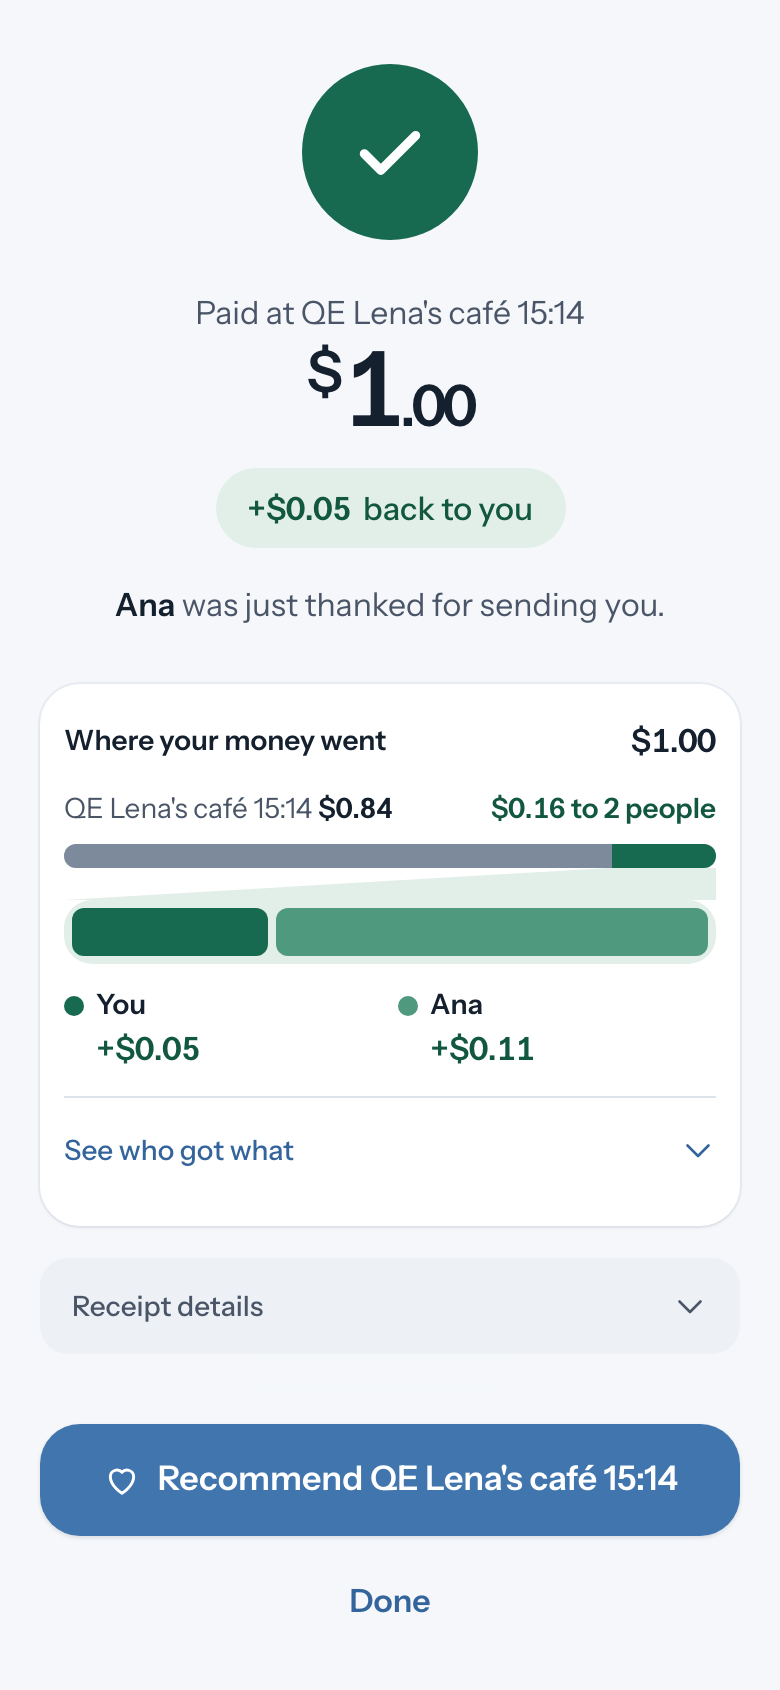 Paid at QE Lena's café 15:14
$1.00
+$0.05 back to you
Ana was just thanked for sending you.
Where your money went $1.00
QE Lena's café 15:14 $0.84 $0.16 to 2 people
You Ana
+$0.05 +$0.11
See who got what
Receipt details
Recommend QE Lena's café 15:14
Done